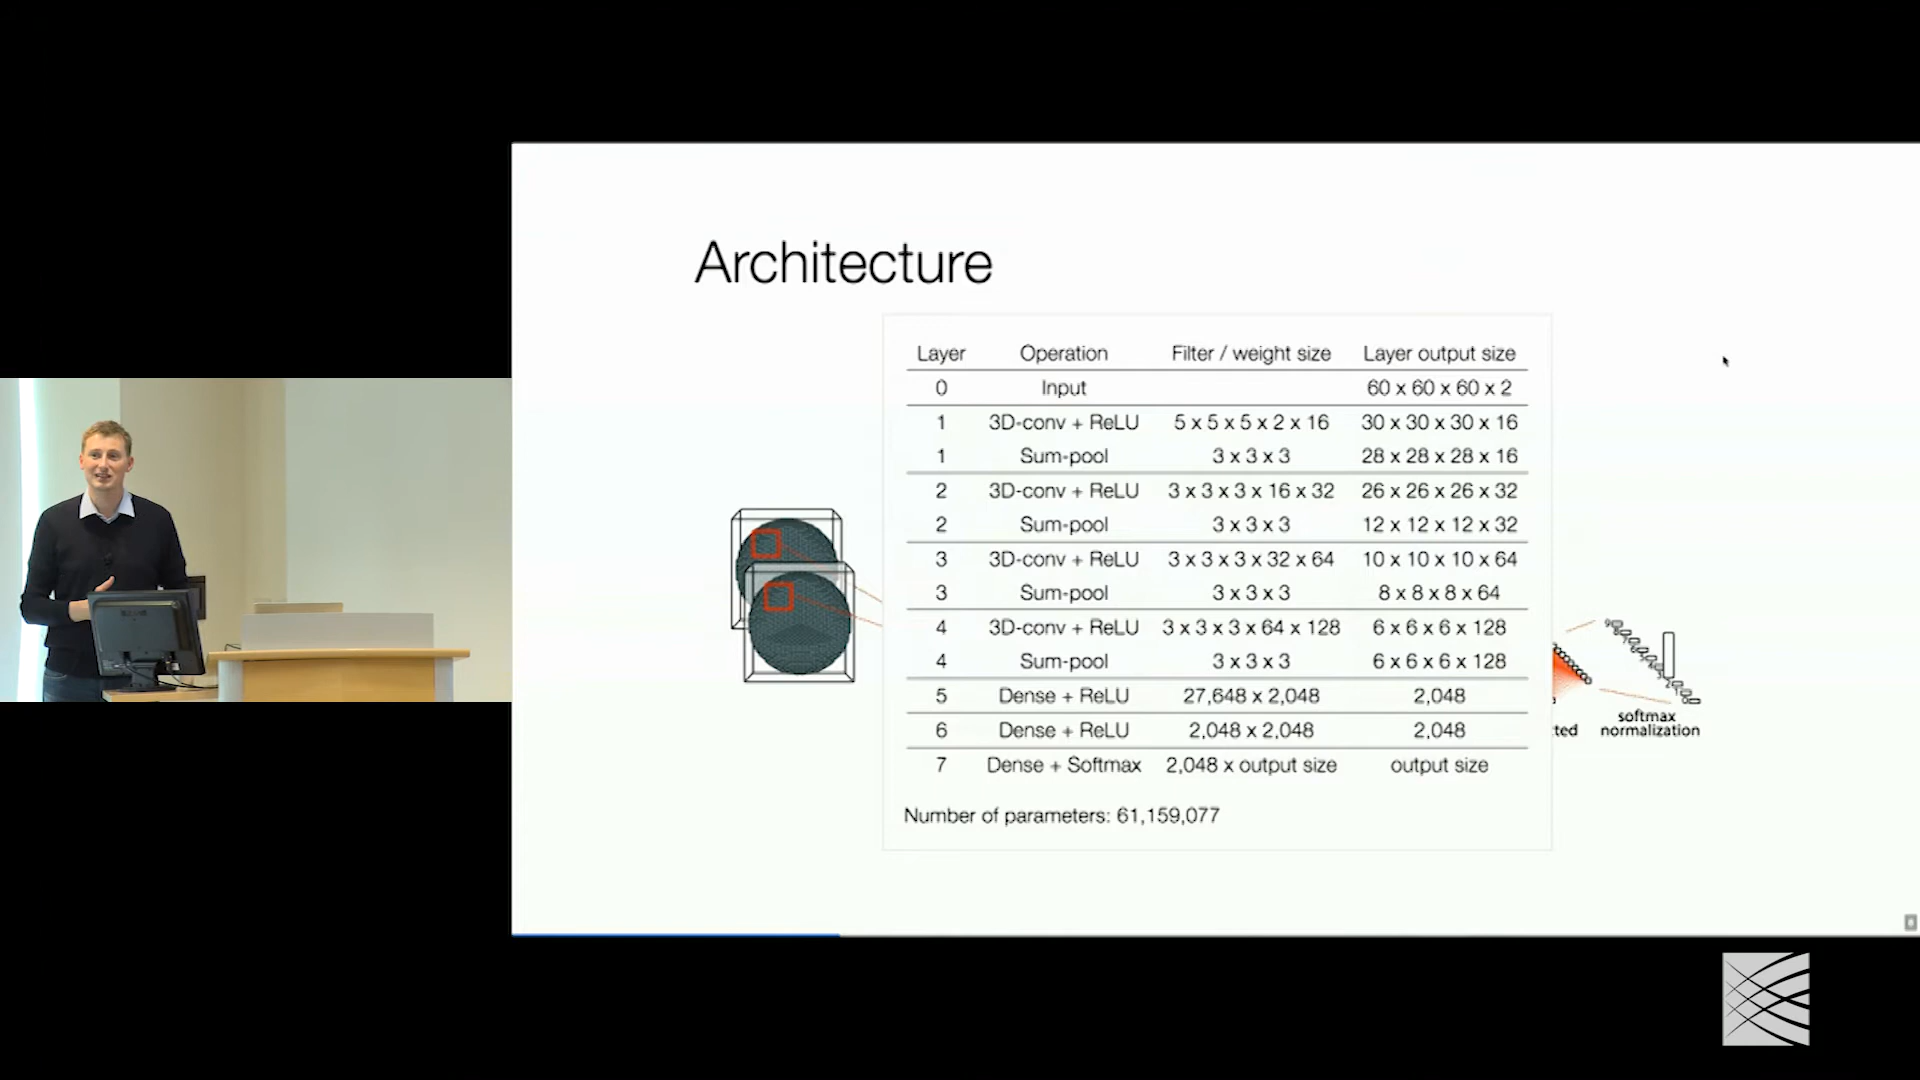 Architecture
Layer Operation Filter / weight size Layer output size
0 Input 60 x 60 x 60 x 2
1 3D-conv + ReLU 5 x 5 x 5 x 2 x 16 30 x 30 x 30 x 16
1 Sum-pool 3 x 3 x 3 28 x 28 x 28 x 16
2 3D-conv + ReLU 3 x 3 x 3 x 16 x 32 26 x 26 x 26 x 32
2 Sum-pool 3 x 3 x 3 12 x 12 x 12 x 32
3 3D-conv + ReLU 3 x 3 x 3 x 32 x 64 10 x 10 x 10 x 64
3 Sum-pool 3 x 3 x 3 8 x 8 x 8 x 64
4 3D-conv + ReLU 3 x 3 x 3 x 64 x 128 6 x 6 x 6 x 128
4 Sum-pool 3 x 3 x 3 6 x 6 x 6 x 128
5 Dense + ReLU 27,648 x 2,048 2,048
6 Dense + ReLU 2,048 x 2,048 2,048
7 Dense + Softmax 2,048 x output size output size
Number of parameters: 61,159,077
softmax
cted normalization